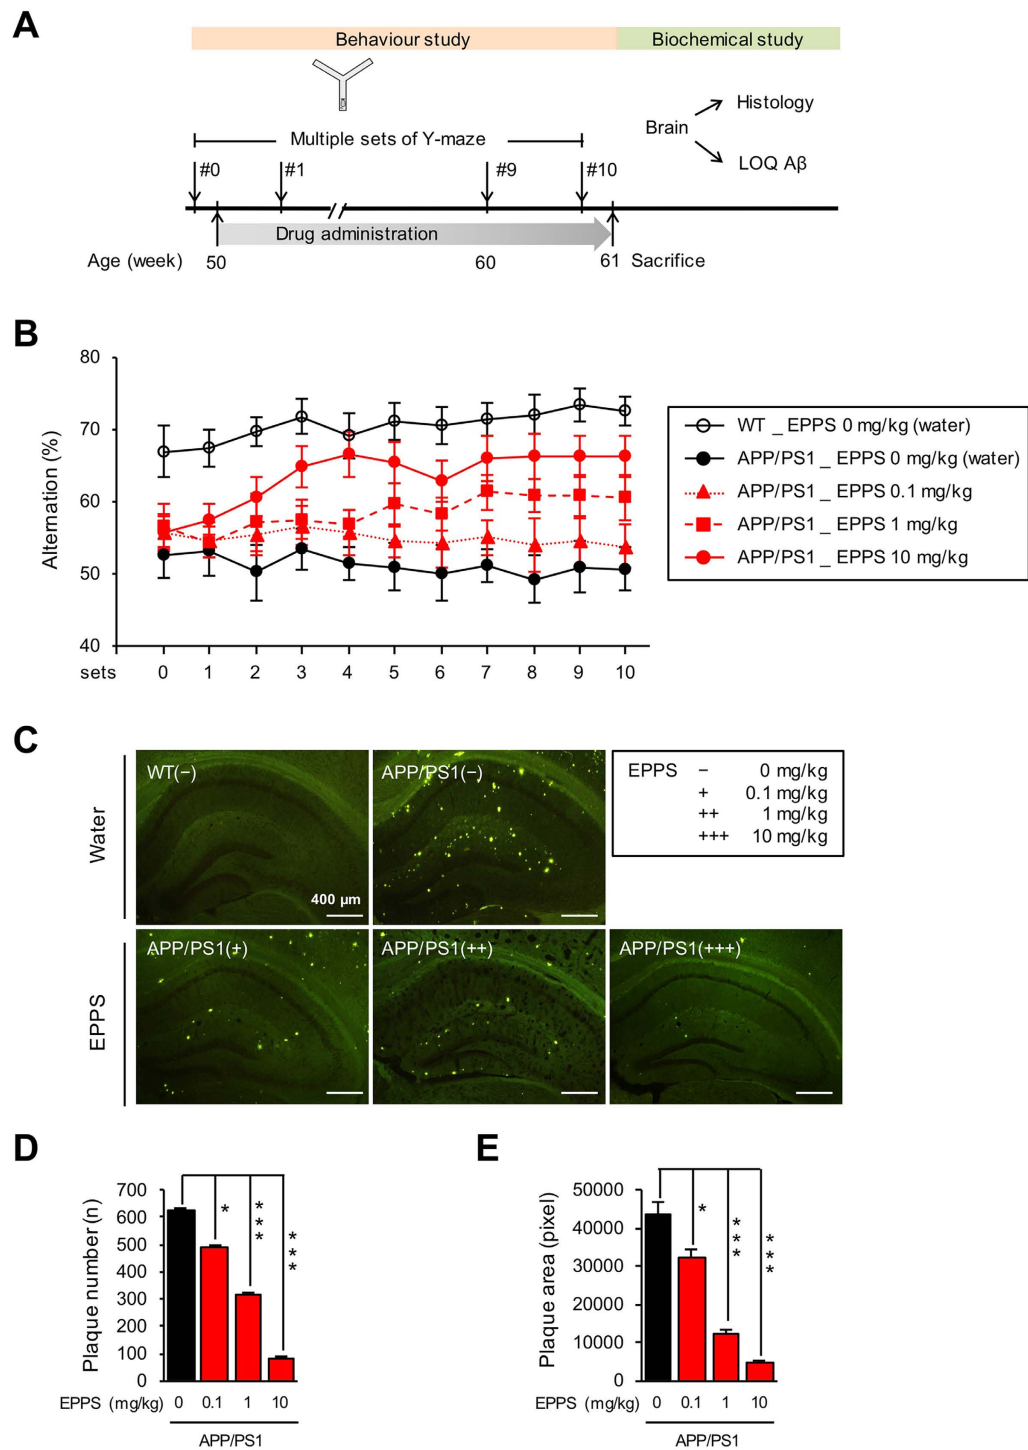 A
Behaviour study
Biochemical study
Histology
Brain
Multiple sets of Y-maze
LOQ Aβ
#0
#1
#9
#10
Drug administration
Age (week)
50
60
61
Sacrifice
B
80
70
60
50
40
Alternation (%)
sets
0 1 2 3 4 5 6 7 8 9 10
WT _ EPPS 0 mg/kg (water)
APP/PS1 _ EPPS 0 mg/kg (water)
APP/PS1 _ EPPS 0.1 mg/kg
APP/PS1 _ EPPS 1 mg/kg
APP/PS1 _ EPPS 10 mg/kg
C
Water
WT(−)
400 µm
APP/PS1(−)
EPPS − 0 mg/kg
+ 0.1 mg/kg
++ 1 mg/kg
+++ 10 mg/kg
EPPS
APP/PS1(+)
APP/PS1(++)
APP/PS1(+++)
D
Plaque number (n)
700
600
500
400
300
200
100
0
*
***
***
EPPS (mg/kg) 0 0.1 1 10
APP/PS1
E
Plaque area (pixel)
50000
40000
30000
20000
10000
0
*
***
***
EPPS (mg/kg) 0 0.1 1 10
APP/PS1